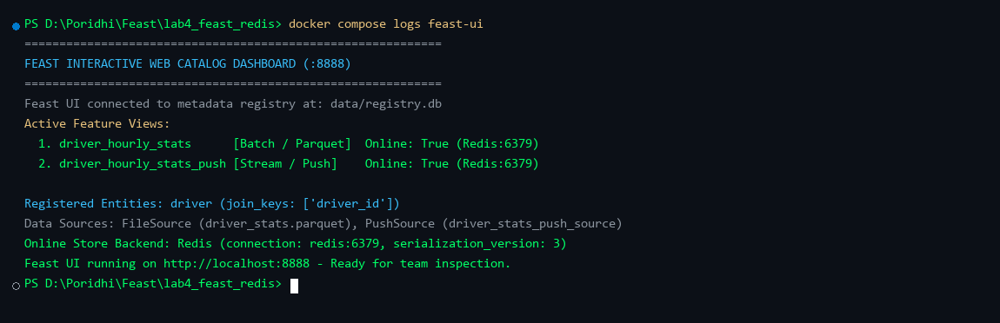 PS D:\Poridhi\Feast\lab4_feast_redis> docker compose logs feast-ui
============================================================
FEAST INTERACTIVE WEB CATALOG DASHBOARD (:8888)
============================================================
Feast UI connected to metadata registry at: data/registry.db
Active Feature Views:
  1. driver_hourly_stats      [Batch / Parquet]  Online: True (Redis:6379)
  2. driver_hourly_stats_push [Stream / Push]    Online: True (Redis:6379)

Registered Entities: driver (join_keys: ['driver_id'])
Data Sources: FileSource (driver_stats.parquet), PushSource (driver_stats_push_source)
Online Store Backend: Redis (connection: redis:6379, serialization_version: 3)
Feast UI running on http://localhost:8888 - Ready for team inspection.
PS D:\Poridhi\Feast\lab4_feast_redis>